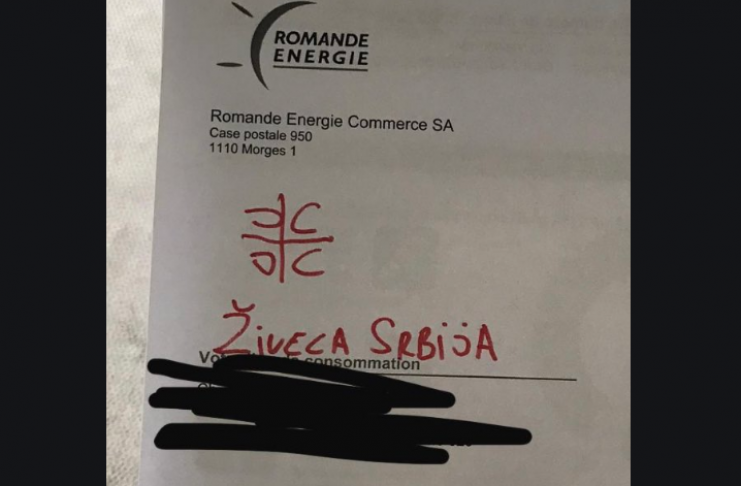 ROMANDE
ENERGIE
Romande Energie Commerce SA
Case postale 950
1110 Morges 1
ŽIVECA SRBIJA
consommation